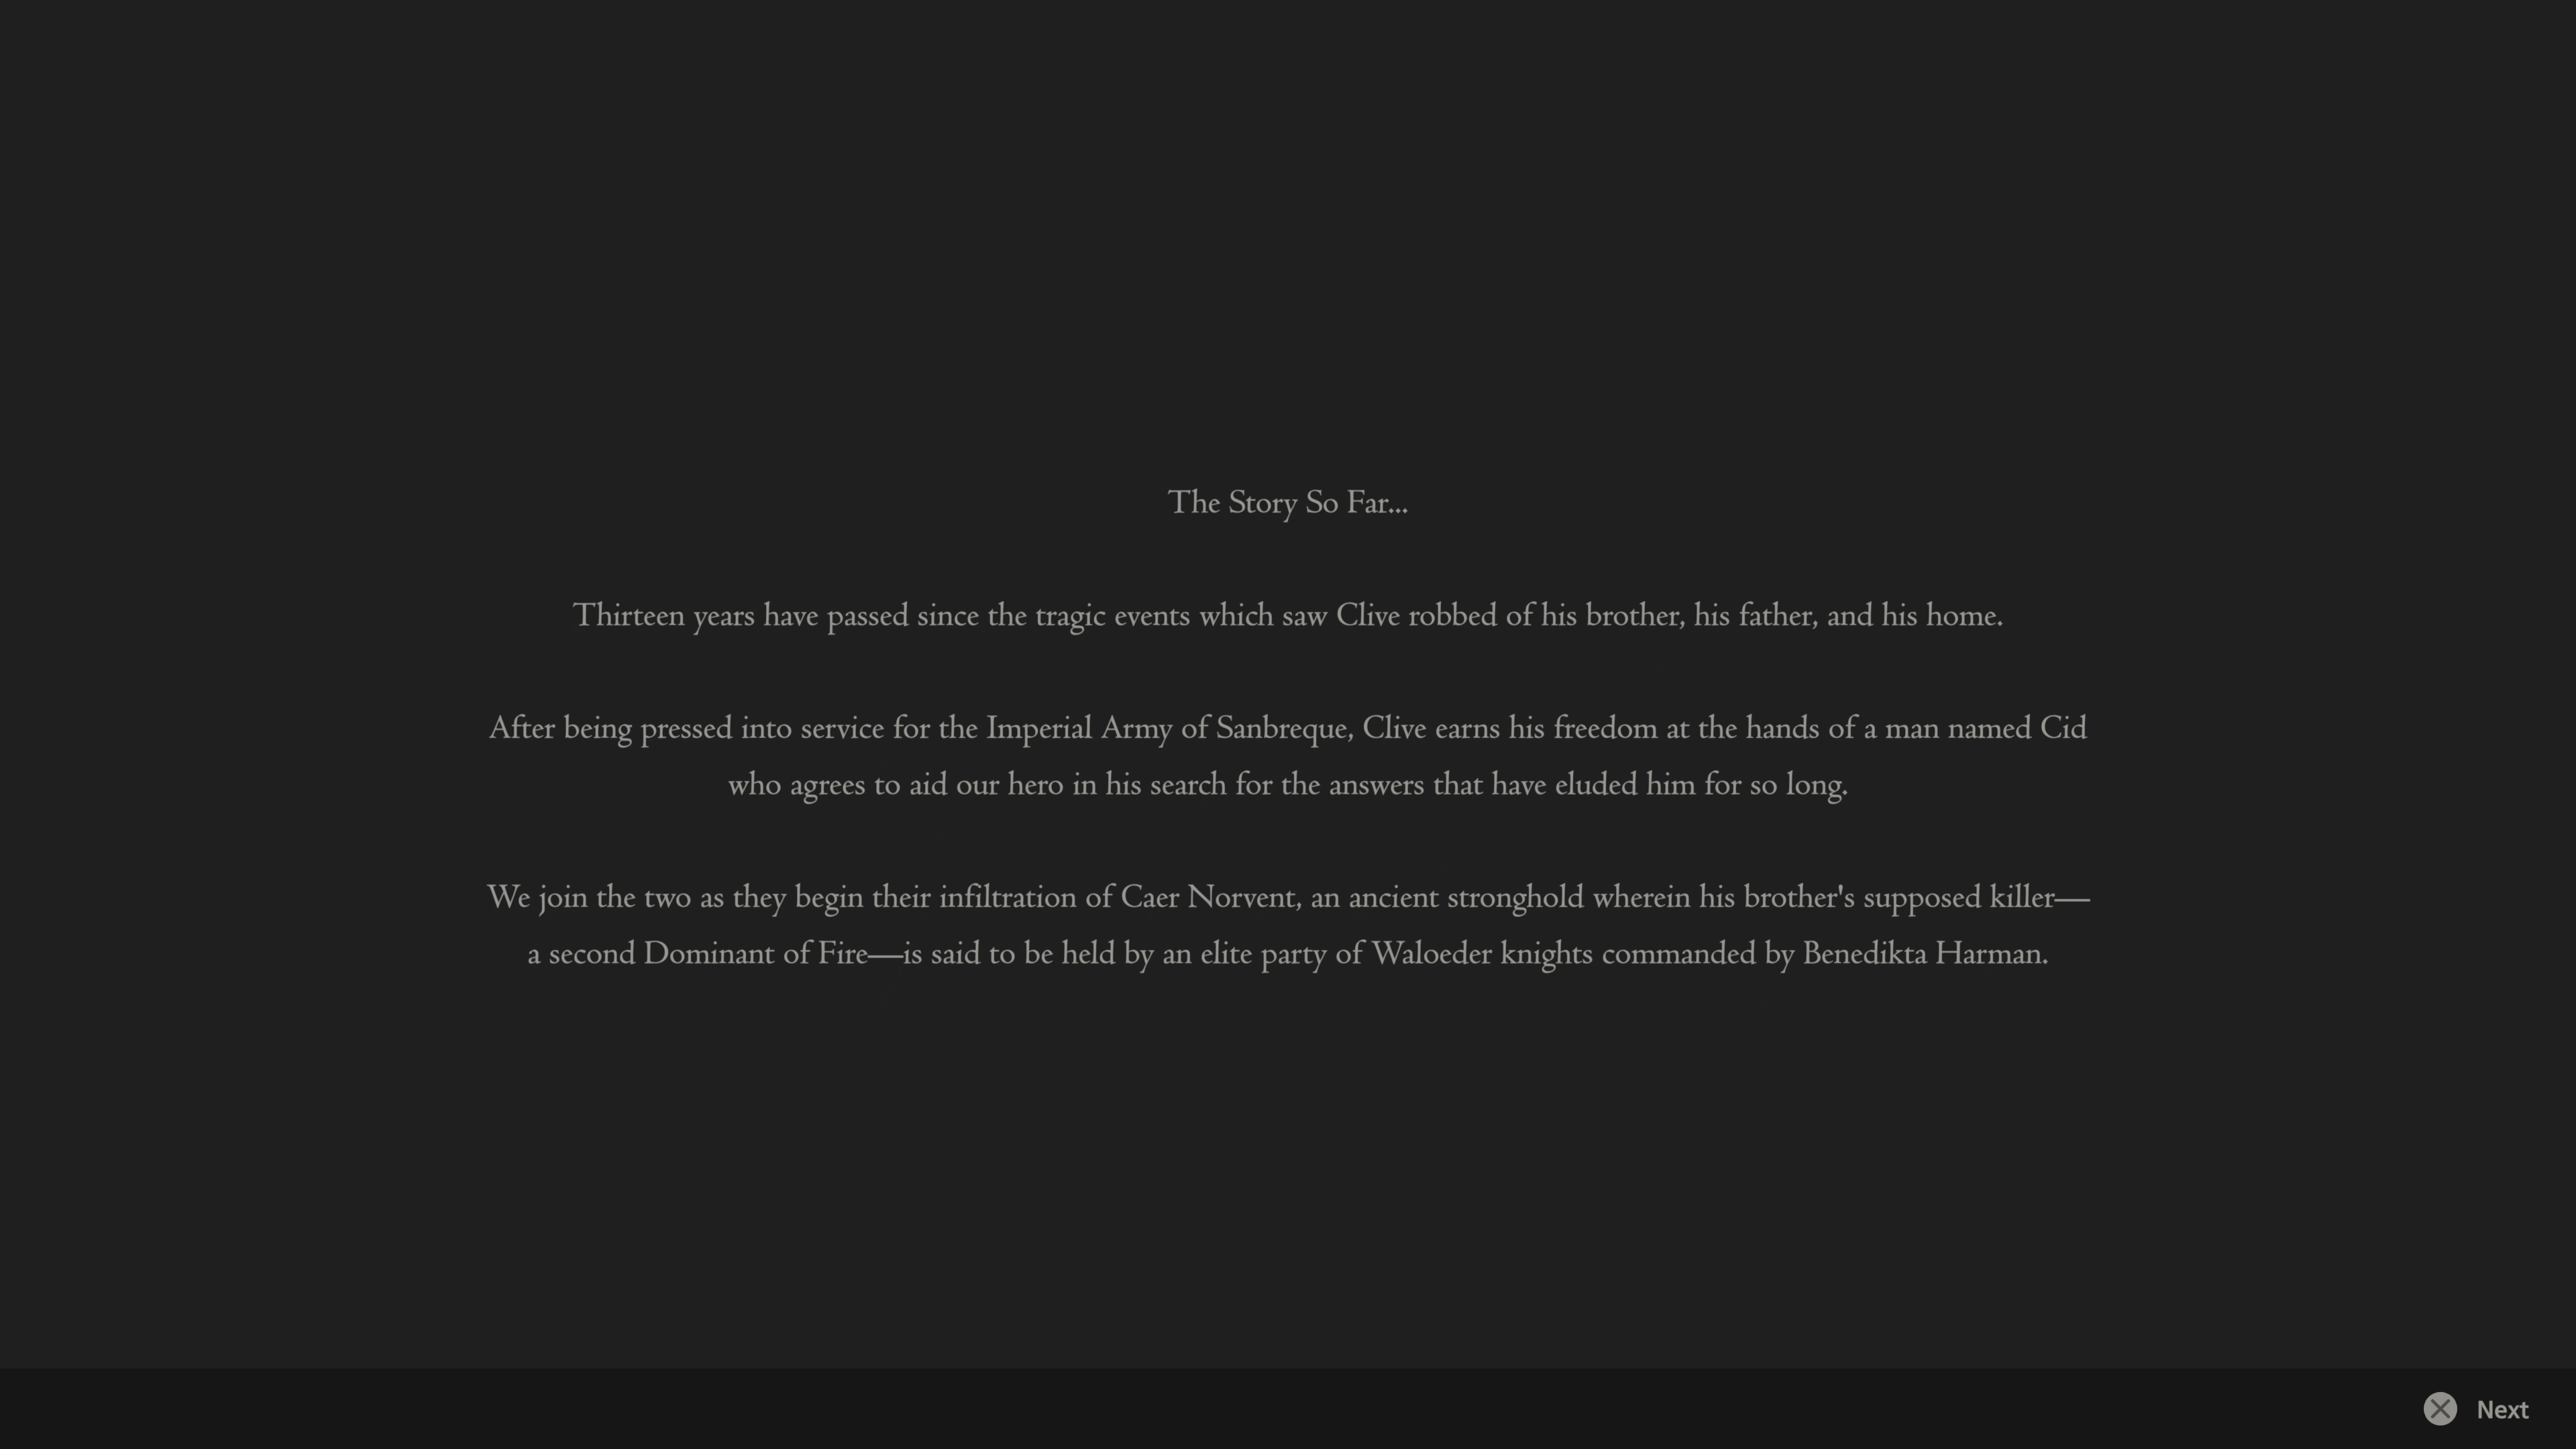 The Story So Far...
Thirteen years have passed since the tragic events which saw Clive robbed of his brother, his father, and his home.
After being pressed into service for the Imperial Army of Sanbreque, Clive earns his freedom at the hands of a man named Cid
who agrees to aid our hero in his search for the answers that have eluded him for so long.
We join the two as they begin their infiltration of Caer Norvent, an ancient stronghold wherein his brother's supposed killer—
a second Dominant of Fire—is said to be held by an elite party of Waloeder knights commanded by Benedikta Harman.
Next